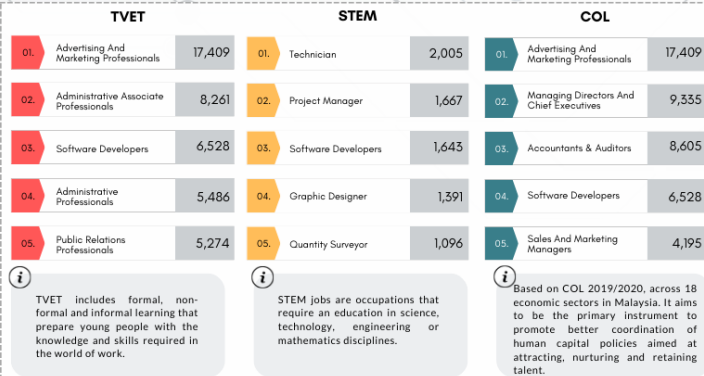 TVET
01. Advertising And
Marketing Professionals
17,409
02. Administrative Associate
Professionals
8,261
03. Software Developers
6,528
04. Administrative
Professionals
5,486
05. Public Relations
Professionals
5,274
i
TVET includes formal, non-
formal and informal learning that
prepare young people with the
knowledge and skills required in
the world of work.
STEM
01. Technician
2,005
02. Project Manager
1,667
03. Software Developers
1,643
04. Graphic Designer
1,391
05. Quantity Surveyor
1,096
i
STEM jobs are occupations that
require an education in science,
technology, engineering or
mathematics disciplines.
COL
01. Advertising And
Marketing Professionals
17,409
02. Managing Directors And
Chief Executives
9,335
03. Accountants & Auditors
8,605
04. Software Developers
6,528
05. Sales And Marketing
Managers
4,195
i
Based on COL 2019/2020, across 18
economic sectors in Malaysia. It aims
to be the primary instrument to
promote better coordination of
human capital policies aimed at
attracting, nurturing and retaining
talent.